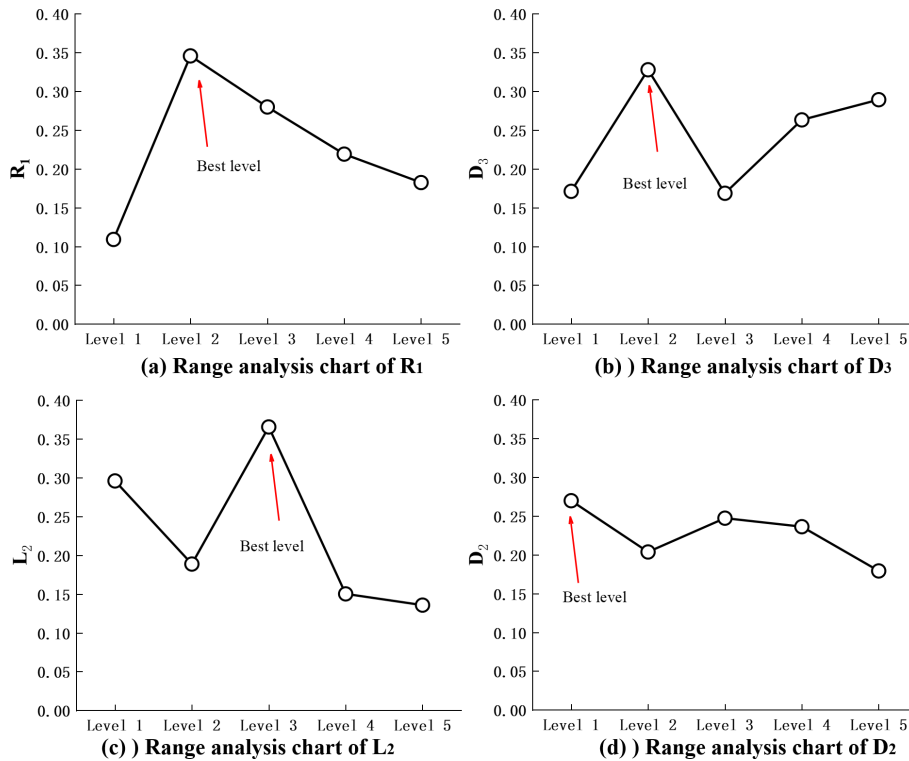 0.40
0.35
0.30
0.25
0.20
0.15
0.10
0.05
0.00
R1
Best level
Level 1 Level 2 Level 3 Level 4 Level 5
(a) Range analysis chart of R1
0.40
0.35
0.30
0.25
0.20
0.15
0.10
0.05
0.00
D3
Best level
Level 1 Level 2 Level 3 Level 4 Level 5
(b) ) Range analysis chart of D3
0.40
0.35
0.30
0.25
0.20
0.15
0.10
0.05
0.00
L2
Best level
Level 1 Level 2 Level 3 Level 4 Level 5
(c) ) Range analysis chart of L2
0.40
0.35
0.30
0.25
0.20
0.15
0.10
0.05
0.00
D2
Best level
Level 1 Level 2 Level 3 Level 4 Level 5
(d) ) Range analysis chart of D2